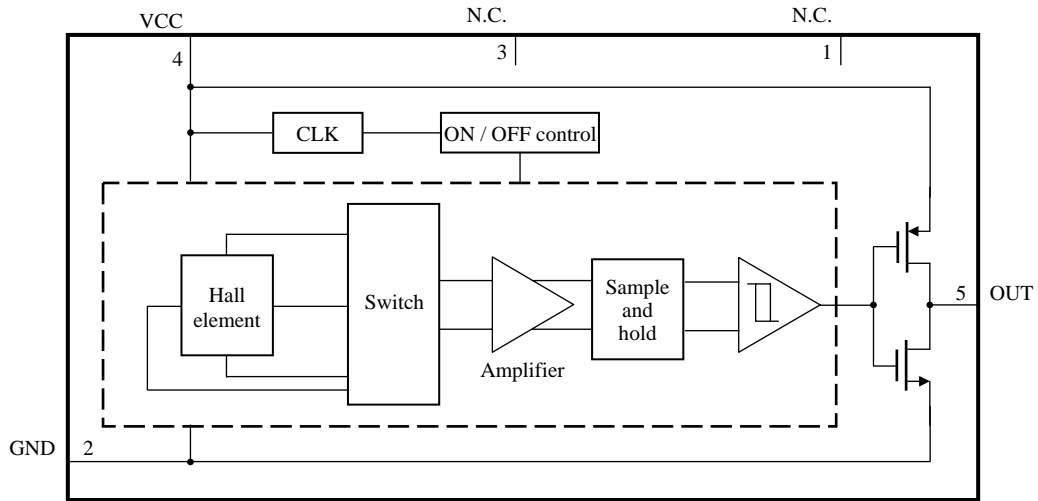 VCC
N.C.
N.C.
4
3
1
CLK
ON / OFF control
Hall
element
Switch
Amplifier
Sample
and
hold
5
OUT
GND
2